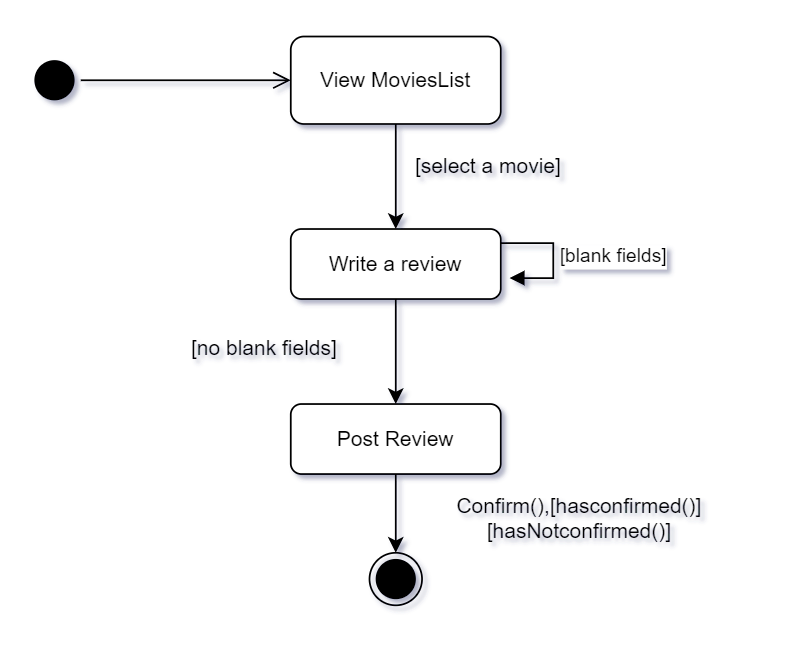 View MoviesList
[select a movie]
Write a review
[blank fields]
[no blank fields]
Post Review
Confirm(),[hasconfirmed()]
[hasNotconfirmed()]